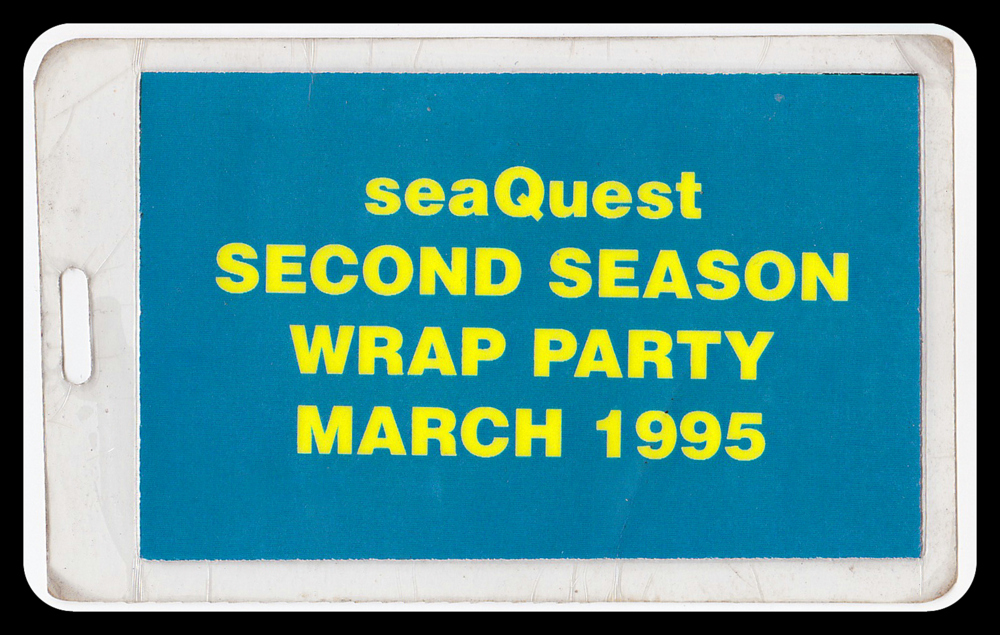 seaQuest
SECOND SEASON
WRAP PARTY
MARCH 1995